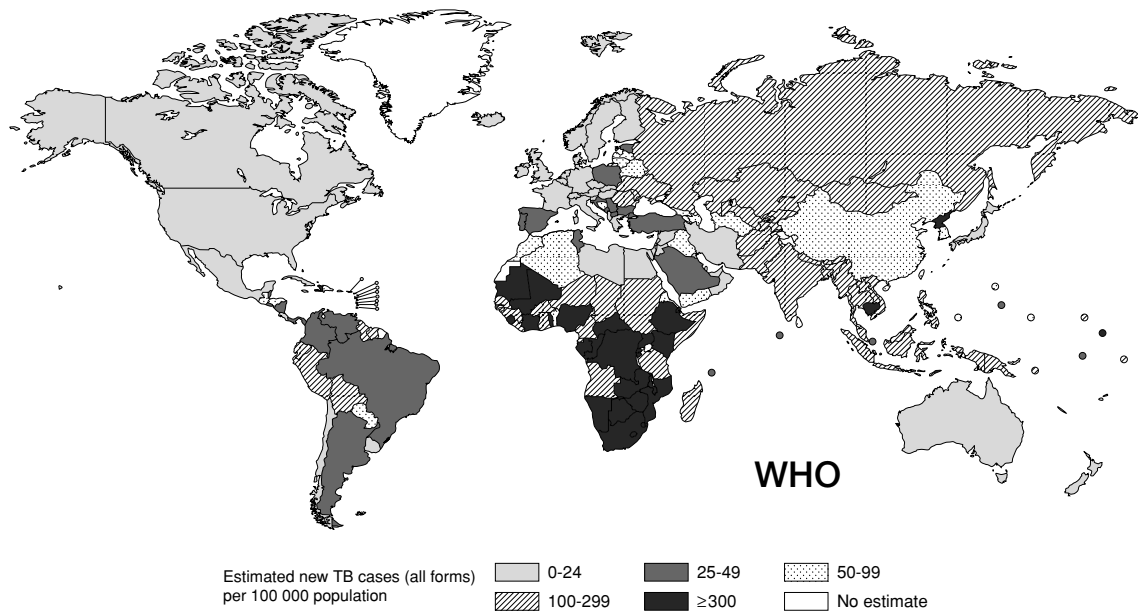 WHO
Estimated new TB cases (all forms)
per 100 000 population
0-24
25-49
50-99
100-299
≥300
No estimate